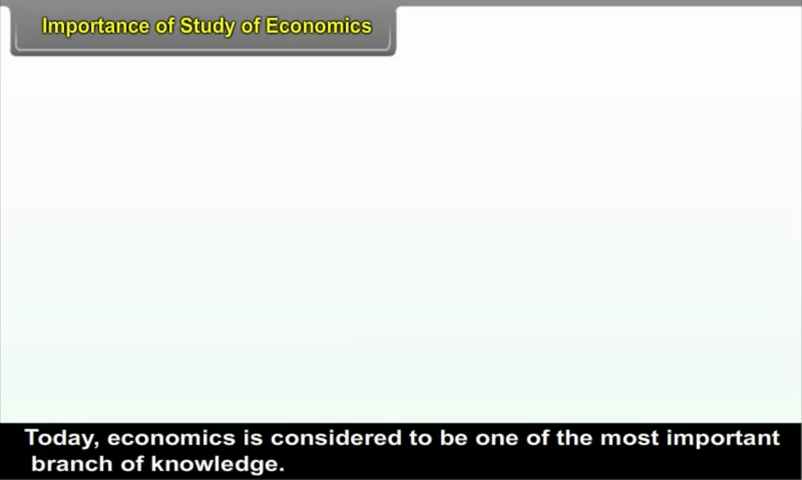 Importance of Study of Economics
Today, economics is considered to be one of the most important
branch of knowledge.